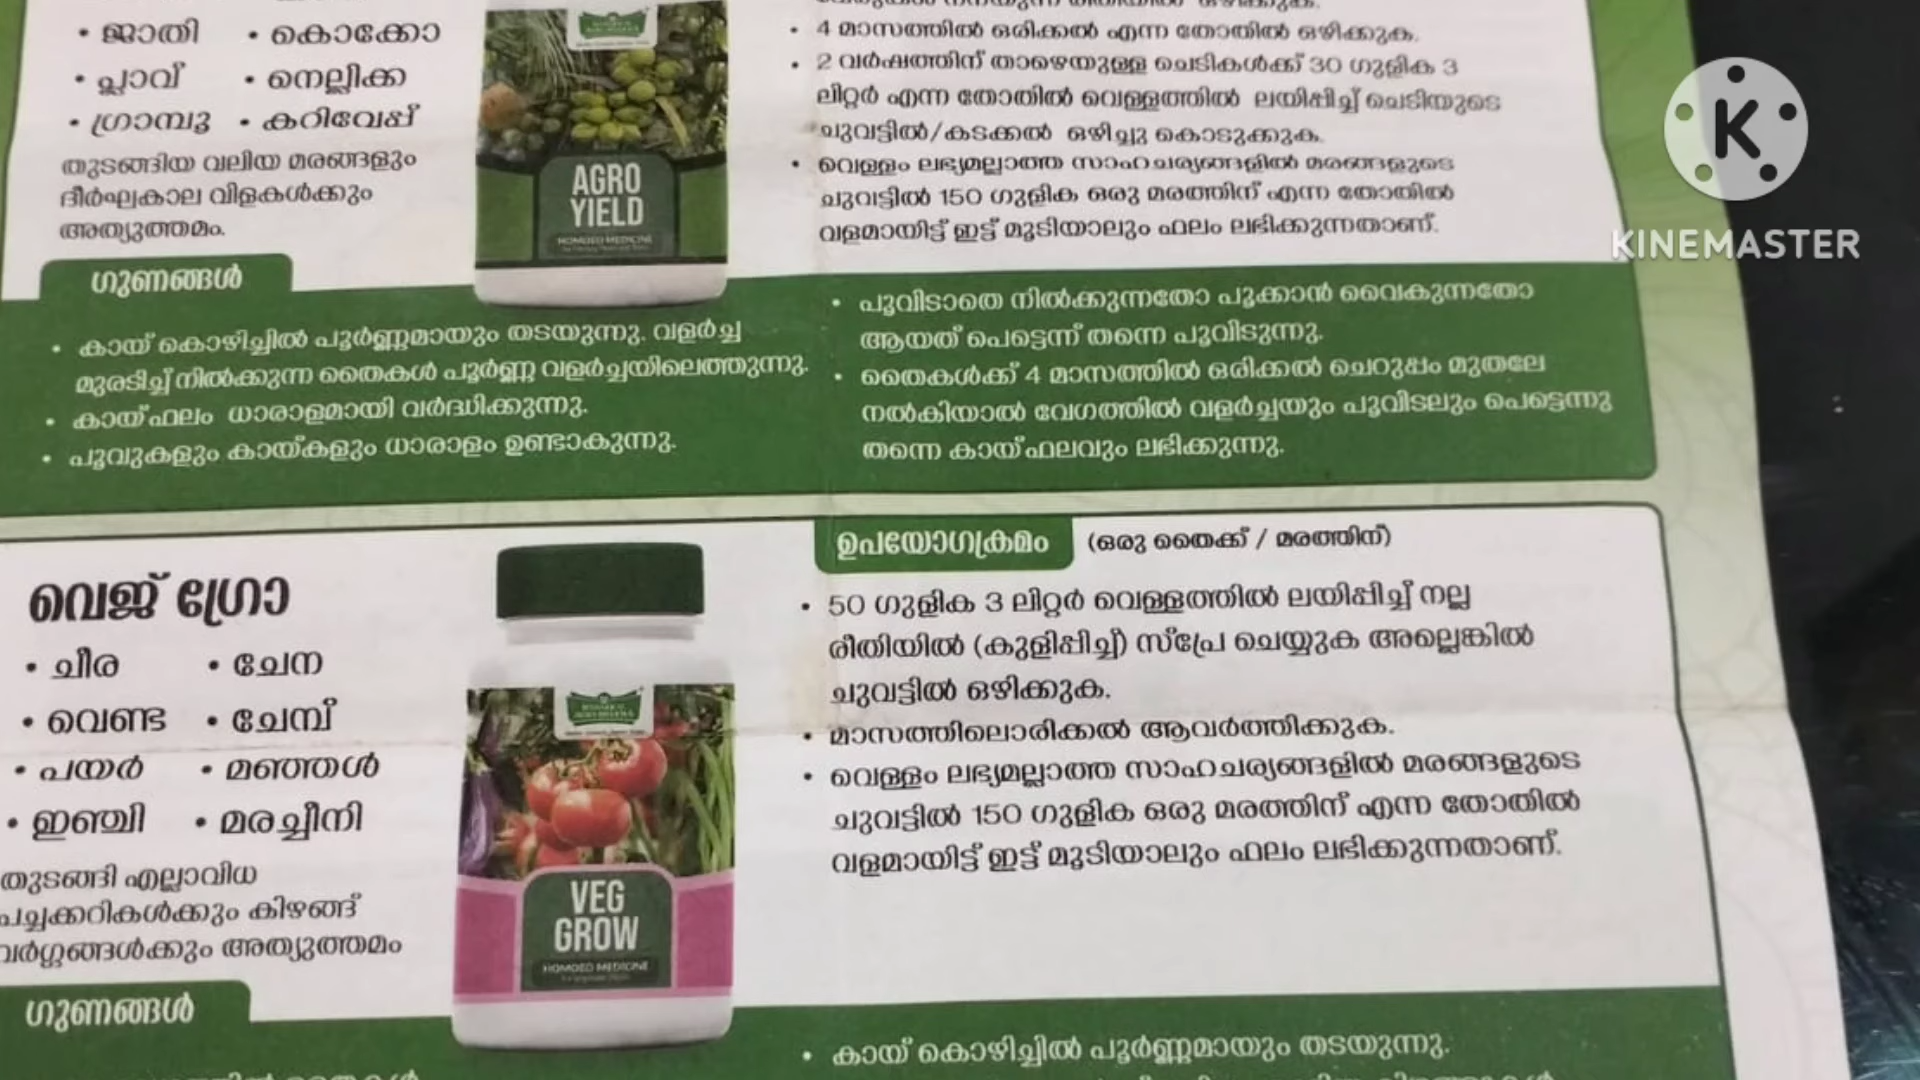 • ജാതി • കൊക്കോ
• പ്ലാവ് • നെല്ലിക്ക
• ഗ്രാമ്പൂ • കറിവേപ്പ്
തുടങ്ങിയ വലിയ മരങ്ങളും
ദീർഘകാല വിളകൾക്കും
അത്യുത്തമം.
AGRO
YIELD
HOMOEO MEDICINE
• 4 മാസത്തിൽ ഒരിക്കൽ എന്ന തോതിൽ ഒഴിക്കുക.
• 2 വർഷത്തിന് താഴെയുള്ള ചെടികൾക്ക് 30 ഗുളിക 3
ലിറ്റർ എന്ന തോതിൽ വെള്ളത്തിൽ ലയിപ്പിച്ച് ചെടിയുടെ
ചുവട്ടിൽ/കടക്കൽ ഒഴിച്ചു കൊടുക്കുക.
• വെള്ളം ലഭ്യമല്ലാത്ത സാഹചര്യങ്ങളിൽ മരങ്ങളുടെ
ചുവട്ടിൽ 150 ഗുളിക ഒരു മരത്തിന് എന്ന തോതിൽ
വളമായിട്ട് ഇട്ട് മൂടിയാലും ഫലം ലഭിക്കുന്നതാണ്.
K
KINEMASTER
ഗുണങ്ങൾ
• കായ് കൊഴിച്ചിൽ പൂർണ്ണമായും തടയുന്നു. വളർച്ച
മുരടിച്ച് നിൽക്കുന്ന തൈകൾ പൂർണ്ണ വളർച്ചയിലെത്തുന്നു.
• കായ്ഫലം ധാരാളമായി വർദ്ധിക്കുന്നു.
• പൂവുകളും കായ്കളും ധാരാളം ഉണ്ടാകുന്നു.
• പൂവിടാതെ നിൽക്കുന്നതോ പൂക്കാൻ വൈകുന്നതോ
ആയത് പെട്ടെന്ന് തന്നെ പൂവിടുന്നു.
• തൈകൾക്ക് 4 മാസത്തിൽ ഒരിക്കൽ ചെറുപ്പം മുതലേ
നൽകിയാൽ വേഗത്തിൽ വളർച്ചയും പൂവിടലും പെട്ടെന്നു
തന്നെ കായ്ഫലവും ലഭിക്കുന്നു.
വെജ് ഗ്രോ
• ചീര • ചേന
• വെണ്ട • ചേമ്പ്
• പയർ • മഞ്ഞൾ
• ഇഞ്ചി • മരച്ചീനി
തുടങ്ങി എല്ലാവിധ
പച്ചക്കറികൾക്കും കിഴങ്ങ്
വർഗ്ഗങ്ങൾക്കും അത്യുത്തമം
VEG
GROW
HOMOEO MEDICINE
ഉപയോഗക്രമം (ഒരു തൈക്ക് / മരത്തിന്)
• 50 ഗുളിക 3 ലിറ്റർ വെള്ളത്തിൽ ലയിപ്പിച്ച് നല്ല
രീതിയിൽ (കുളിപ്പിച്ച്) സ്പ്രേ ചെയ്യുക അല്ലെങ്കിൽ
ചുവട്ടിൽ ഒഴിക്കുക.
• മാസത്തിലൊരിക്കൽ ആവർത്തിക്കുക.
• വെള്ളം ലഭ്യമല്ലാത്ത സാഹചര്യങ്ങളിൽ മരങ്ങളുടെ
ചുവട്ടിൽ 150 ഗുളിക ഒരു മരത്തിന് എന്ന തോതിൽ
വളമായിട്ട് ഇട്ട് മൂടിയാലും ഫലം ലഭിക്കുന്നതാണ്.
ഗുണങ്ങൾ
• കായ് കൊഴിച്ചിൽ പൂർണ്ണമായും തടയുന്നു.